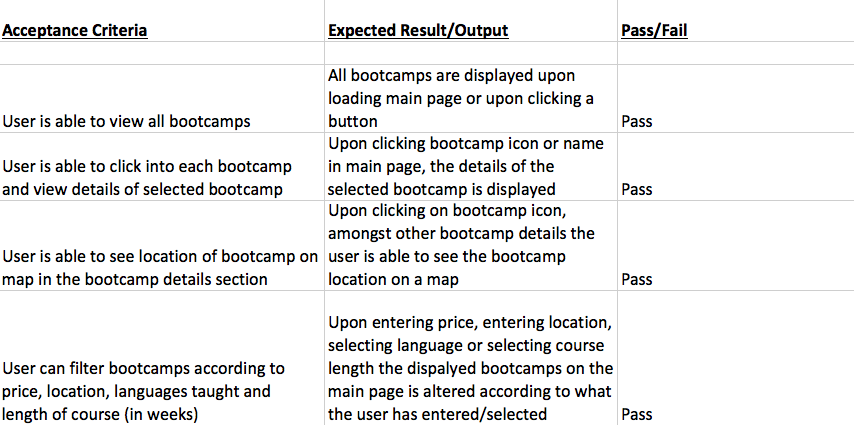 Acceptance Criteria
Expected Result/Output
Pass/Fail
User is able to view all bootcamps
All bootcamps are displayed upon
loading main page or upon clicking a
button
Pass
User is able to click into each bootcamp
and view details of selected bootcamp
Upon clicking bootcamp icon or name
in main page, the details of the
selected bootcamp is displayed
Pass
User is able to see location of bootcamp on
map in the bootcamp details section
Upon clicking on bootcamp icon,
amongst other bootcamp details the
user is able to see the bootcamp
location on a map
Pass
User can filter bootcamps according to
price, location, languages taught and
length of course (in weeks)
Upon entering price, entering location,
selecting language or selecting course
length the dispalyed bootcamps on the
main page is altered according to what
the user has entered/selected
Pass